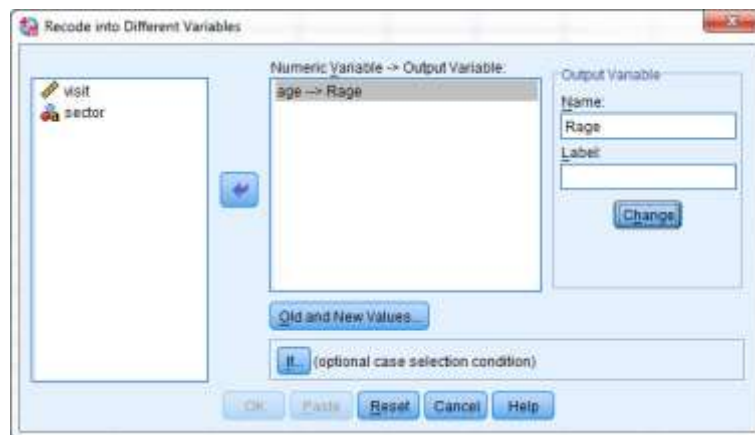 Recode into Different Variables
visit
sector
Numeric Variable -> Output Variable:
age --> Rage
Output Variable
Name:
Rage
Label:
Change
Old and New Values...
If... (optional case selection condition)
OK
Paste
Reset
Cancel
Help